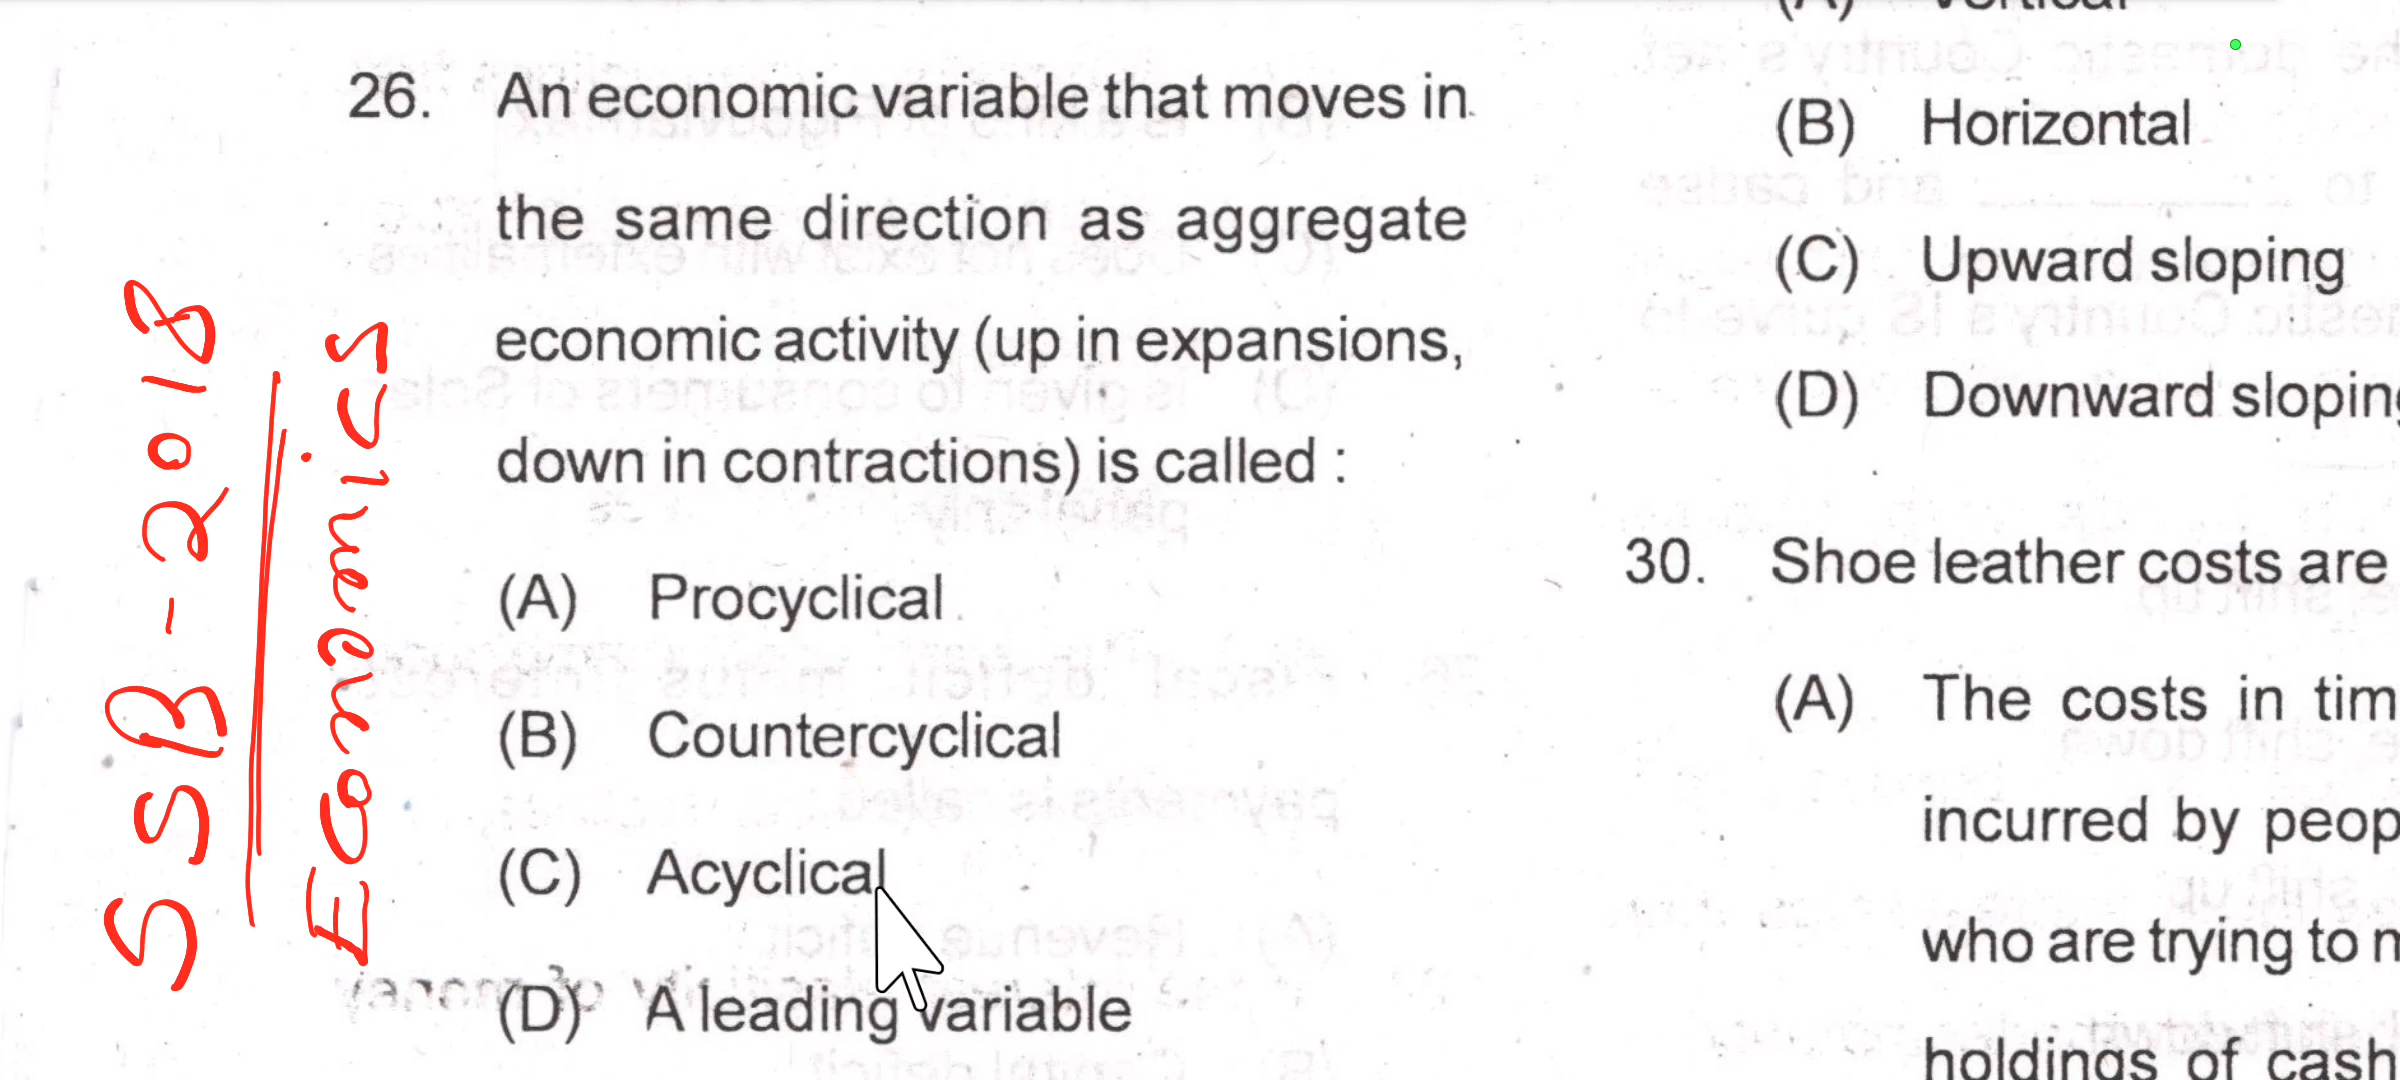 SSB-2018
Economics
26. An economic variable that moves in
the same direction as aggregate
economic activity (up in expansions,
down in contractions) is called :
(A) Procyclical
(B) Countercyclical
(C) Acyclical
(D) A leading variable
(A) Vertical
(B) Horizontal
(C) Upward sloping
(D) Downward sloping
30. Shoe leather costs are
(A) The costs in tim
incurred by peop
who are trying to
holdings of cash